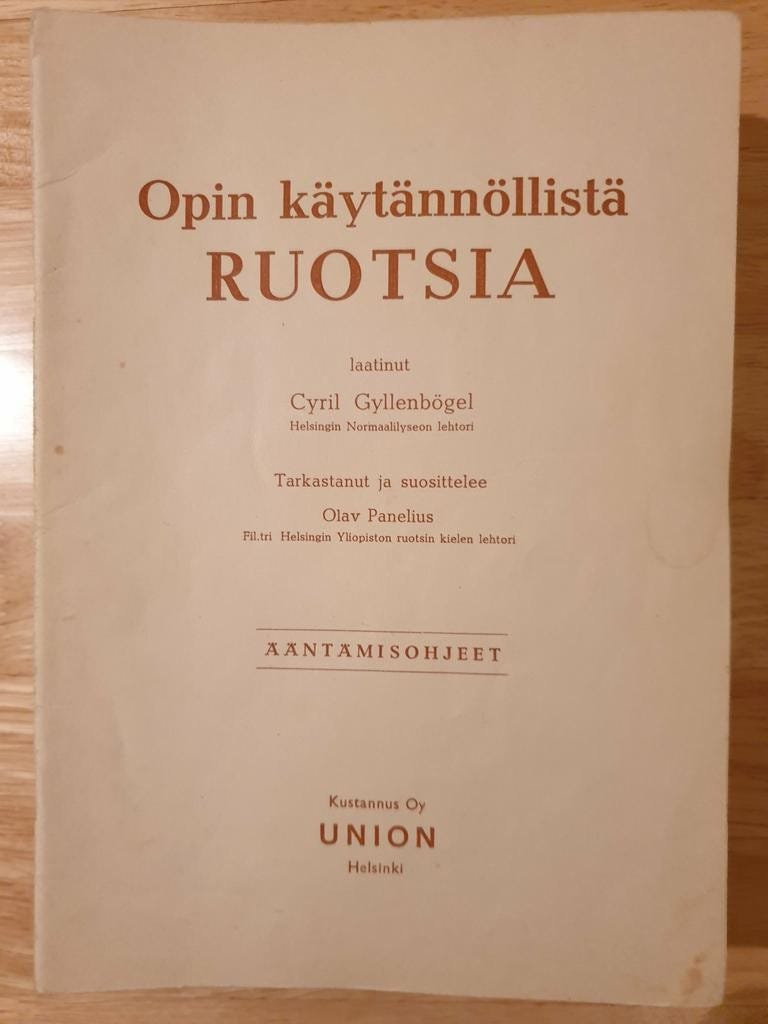 Opin käytännöllistä
RUOTSIA
laatinut
Cyril Gyllenbögel
Helsingin Normaalilyseon lehtori
Tarkastanut ja suosittelee
Olav Panelius
Fil.tri Helsingin Yliopiston ruotsin kielen lehtori
ÄÄNTÄMISOHJEET
Kustannus Oy
UNION
Helsinki